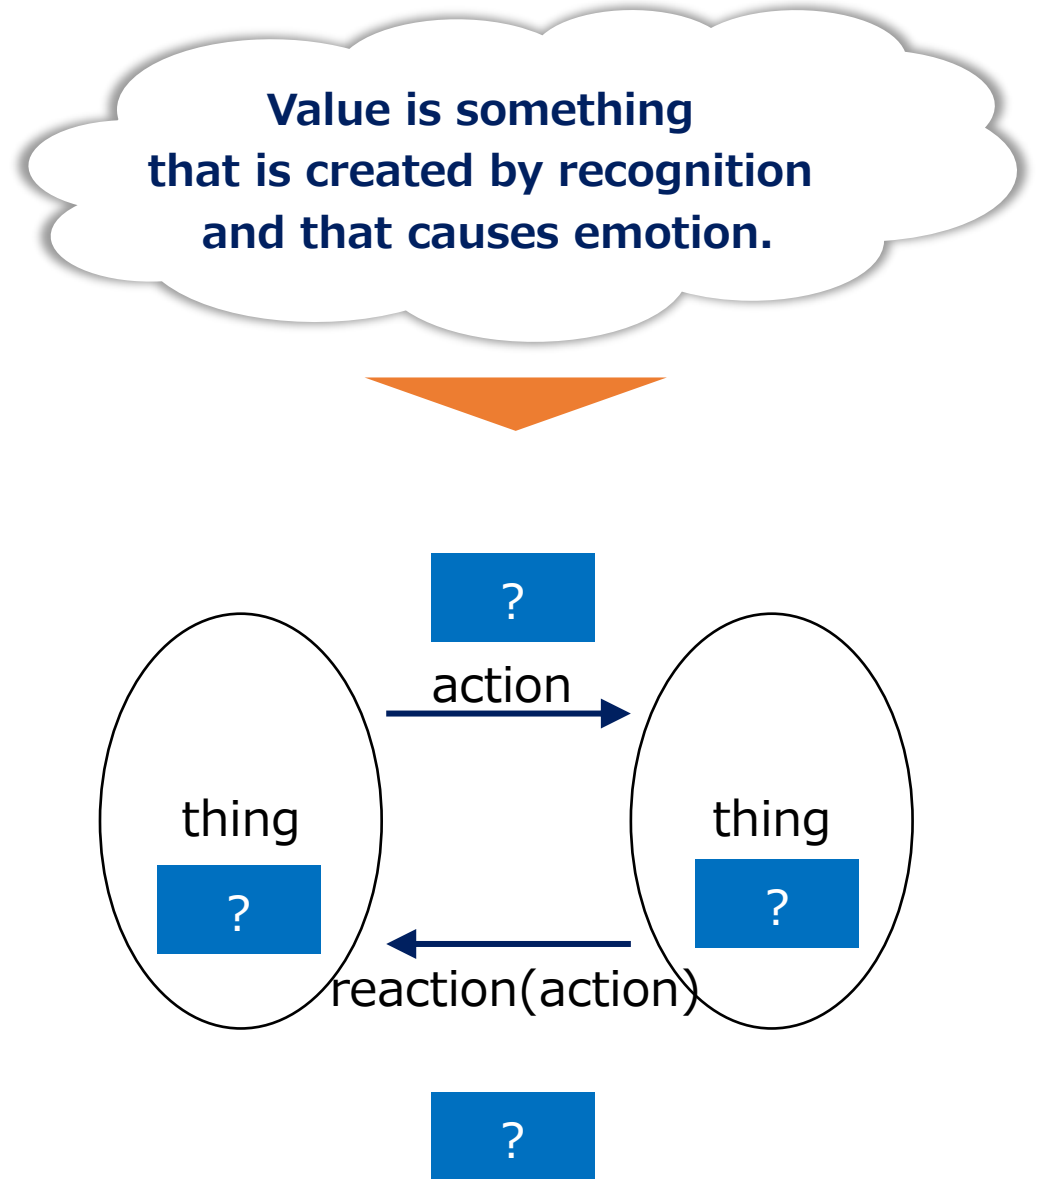 Value is something
that is created by recognition
and that causes emotion.
?
action
thing
thing
?
?
reaction(action)
?